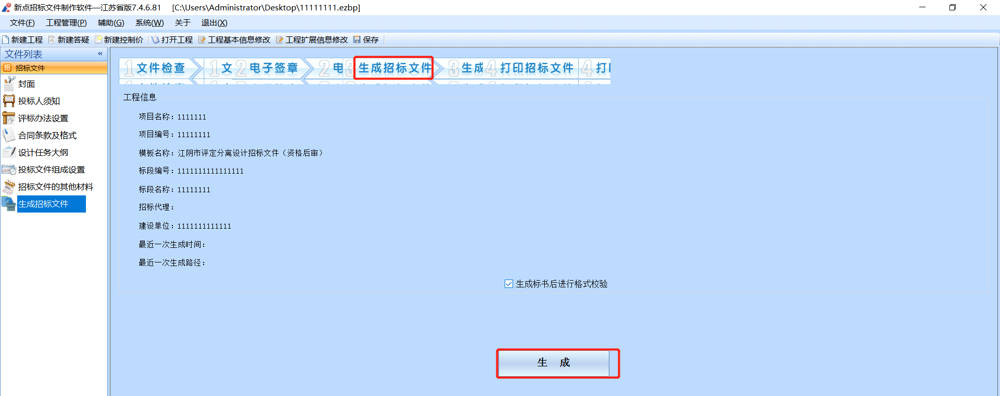 新点招标文件制作软件—江苏省版7.4.6.81    [C:\Users\Administrator\Desktop\11111111.ezbp]
文件(F) 工程管理(P) 辅助(G) 系统(W) 关于 退出(X)
新建工程 新建答疑 新建控制价 打开工程 工程基本信息修改 工程扩展信息修改 保存
文件列表 «
招 招标文件
封面
投标人须知
评标办法设置
合同条款及格式
设计任务大纲
投标文件组成设置
招标文件的其他材料
生成招标文件
1 文件检查 1 文 2 电子签章 2 电 3 生成招标文件 3 生成 4 打印招标文件 4 打
工程信息
项目名称：1111111
项目编号：11111111
模板名称：江阴市评定分离设计招标文件（资格后审）
标段编号：1111111111111111
标段名称：11111111
招标代理：
建设单位：1111111111111
最近一次生成时间：
最近一次生成路径：
生成标书后进行格式校验
生 成